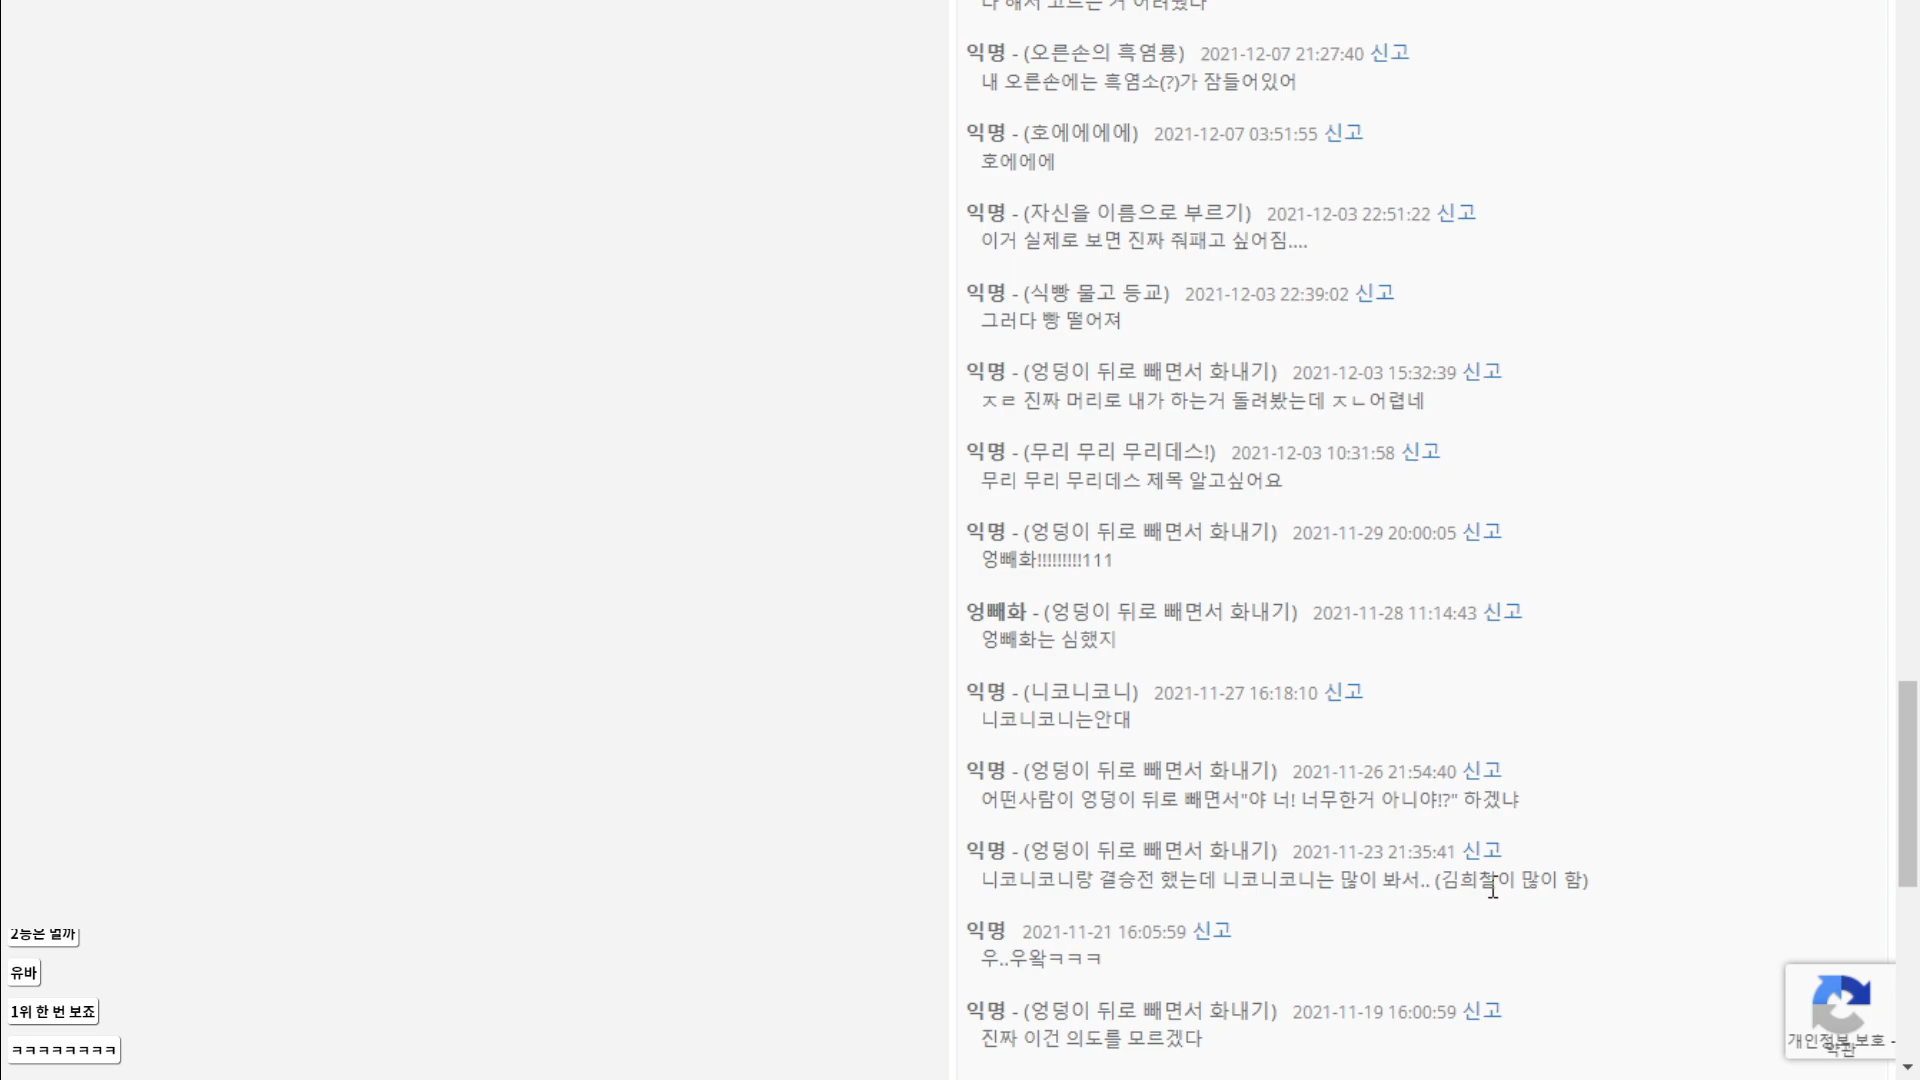 다 해서 고르는 거 어려웠다
익명 - (오른손의 흑염룡) 2021-12-07 21:27:40 신고
내 오른손에는 흑염소(?)가 잠들어있어
익명 - (호에에에에) 2021-12-07 03:51:55 신고
호에에에
익명 - (자신을 이름으로 부르기) 2021-12-03 22:51:22 신고
이거 실제로 보면 진짜 줘패고 싶어짐....
익명 - (식빵 물고 등교) 2021-12-03 22:39:02 신고
그러다 빵 떨어져
익명 - (엉덩이 뒤로 빼면서 화내기) 2021-12-03 15:32:39 신고
ㅈㄹ 진짜 머리로 내가 하는거 돌려봤는데 ㅈㄴ어렵네
익명 - (무리 무리 무리데스!) 2021-12-03 10:31:58 신고
무리 무리 무리데스 제목 알고싶어요
익명 - (엉덩이 뒤로 빼면서 화내기) 2021-11-29 20:00:05 신고
엉빼화!!!!!!!!!111
엉빼화 - (엉덩이 뒤로 빼면서 화내기) 2021-11-28 11:14:43 신고
엉빼화는 심했지
익명 - (니코니코니) 2021-11-27 16:18:10 신고
니코니코니는안대
익명 - (엉덩이 뒤로 빼면서 화내기) 2021-11-26 21:54:40 신고
어떤사람이 엉덩이 뒤로 빼면서"야 너! 너무한거 아니야!?" 하겠냐
익명 - (엉덩이 뒤로 빼면서 화내기) 2021-11-23 21:35:41 신고
니코니코니랑 결승전 했는데 니코니코니는 많이 봐서.. (김희철이 많이 함)
익명 2021-11-21 16:05:59 신고
우..우왘ㅋㅋㅋ
익명 - (엉덩이 뒤로 빼면서 화내기) 2021-11-19 16:00:59 신고
진짜 이건 의도를 모르겠다
2등은 뭘까
유바
1위 한 번 보죠
ㅋㅋㅋㅋㅋㅋㅋㅋ
개인정보 보호 -
약관